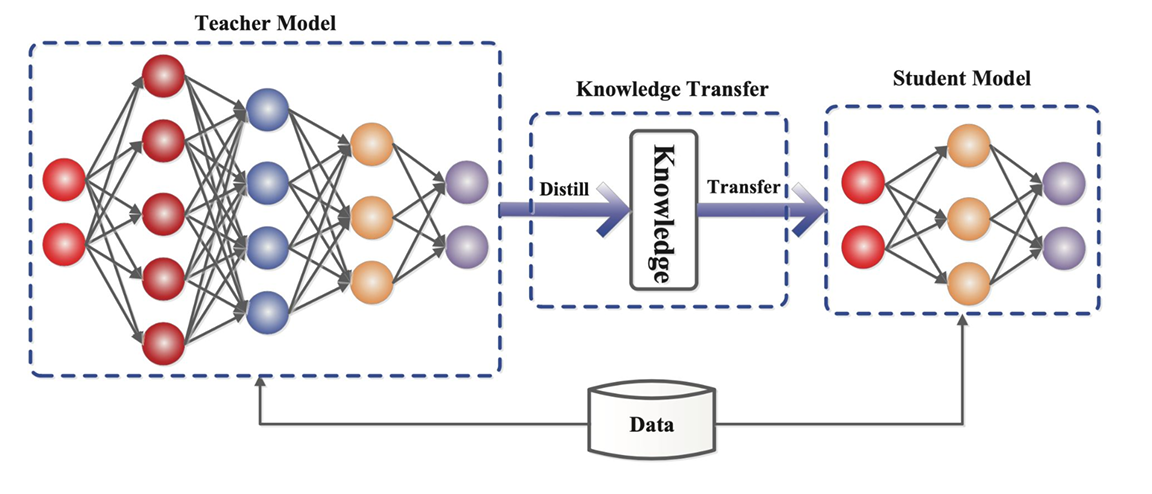 Teacher Model
Knowledge Transfer
Student Model
Distill
Knowledge
Transfer
Data